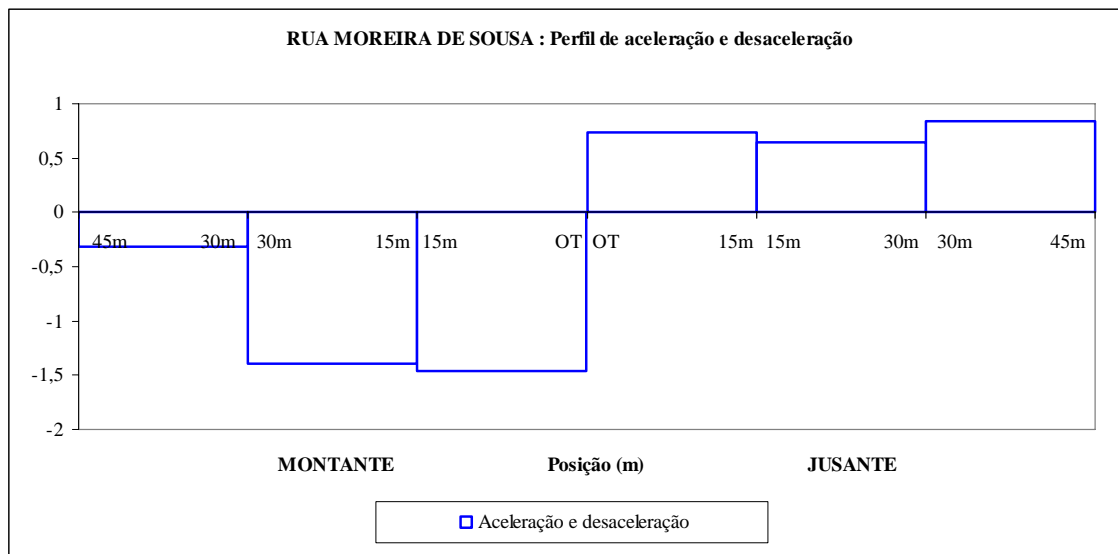 RUA MOREIRA DE SOUSA : Perfil de aceleração e desaceleração
1
0,5
0
45m 30m 30m 15m 15m OT OT 15m 15m 30m 30m 45m
-0,5
-1
-1,5
-2
MONTANTE Posição (m) JUSANTE
Aceleração e desaceleração